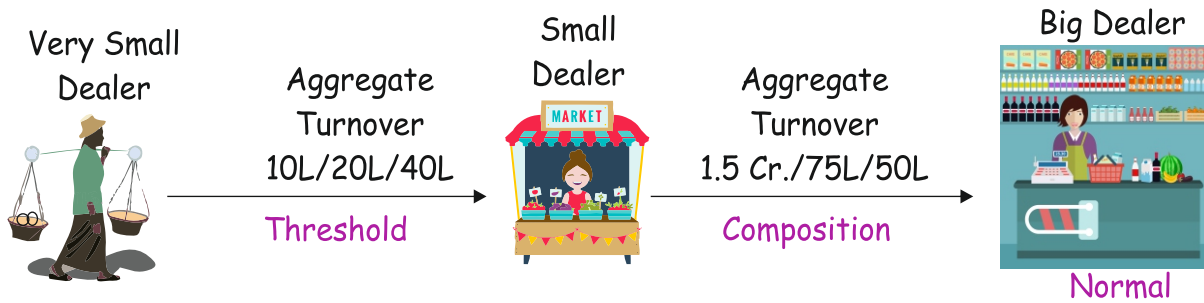 Very Small
Dealer
Aggregate
Turnover
10L/20L/40L
Threshold
Small
Dealer
MARKET
Aggregate
Turnover
1.5 Cr./75L/50L
Composition
Big Dealer
Normal